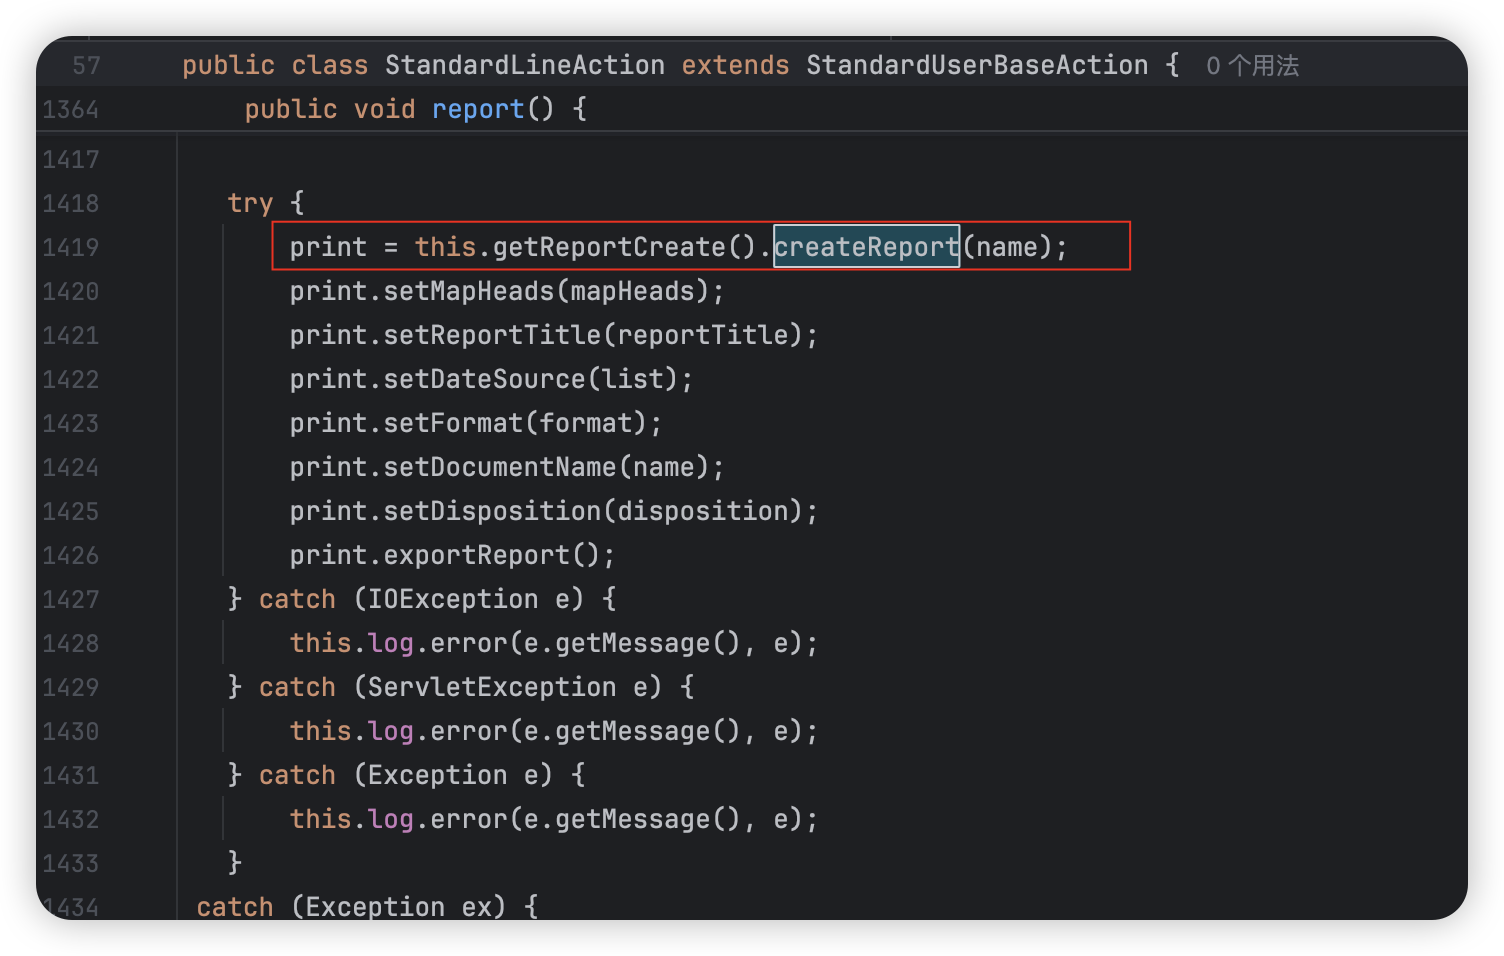 57 public class StandardLineAction extends StandardUserBaseAction { 0 个用法
1364 public void report() {
1417
1418 try {
1419 print = this.getReportCreate().createReport(name);
1420 print.setMapHeads(mapHeads);
1421 print.setReportTitle(reportTitle);
1422 print.setDateSource(list);
1423 print.setFormat(format);
1424 print.setDocumentName(name);
1425 print.setDisposition(disposition);
1426 print.exportReport();
1427 } catch (IOException e) {
1428 this.log.error(e.getMessage(), e);
1429 } catch (ServletException e) {
1430 this.log.error(e.getMessage(), e);
1431 } catch (Exception e) {
1432 this.log.error(e.getMessage(), e);
1433 }
1434 catch (Exception ex) {